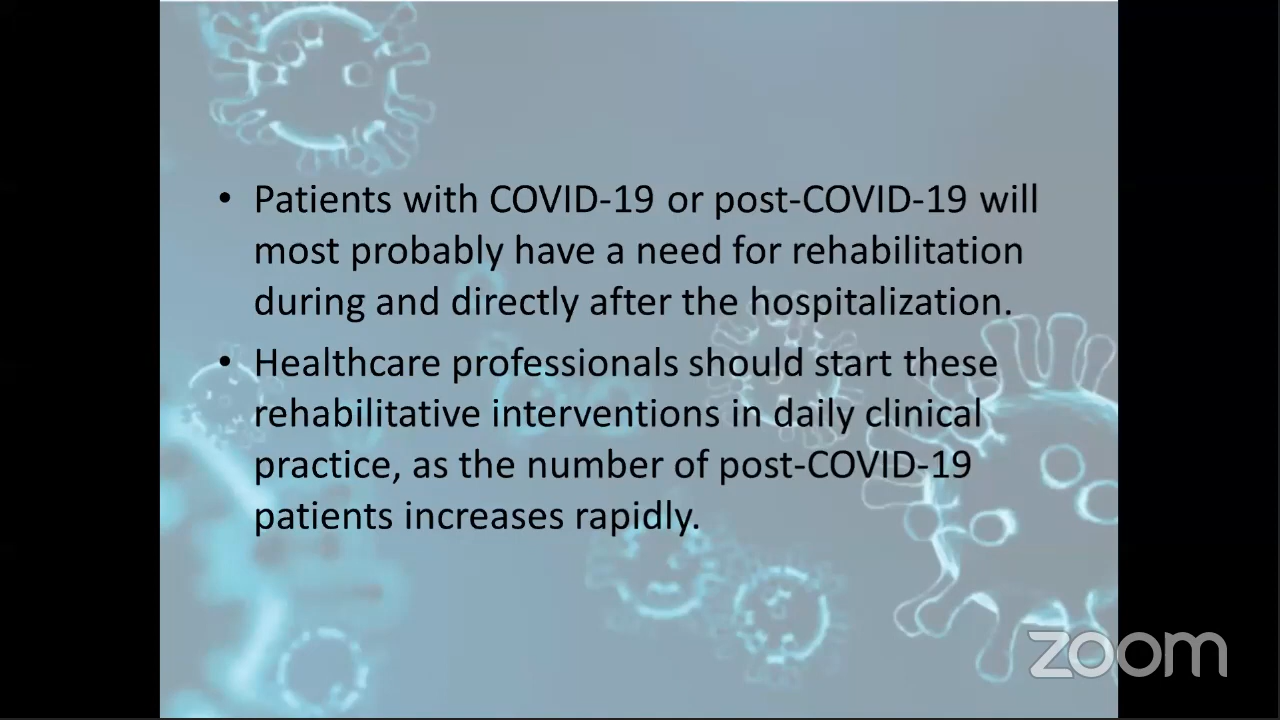 • Patients with COVID-19 or post-COVID-19 will
most probably have a need for rehabilitation
during and directly after the hospitalization.
• Healthcare professionals should start these
rehabilitative interventions in daily clinical
practice, as the number of post-COVID-19
patients increases rapidly.
zoom